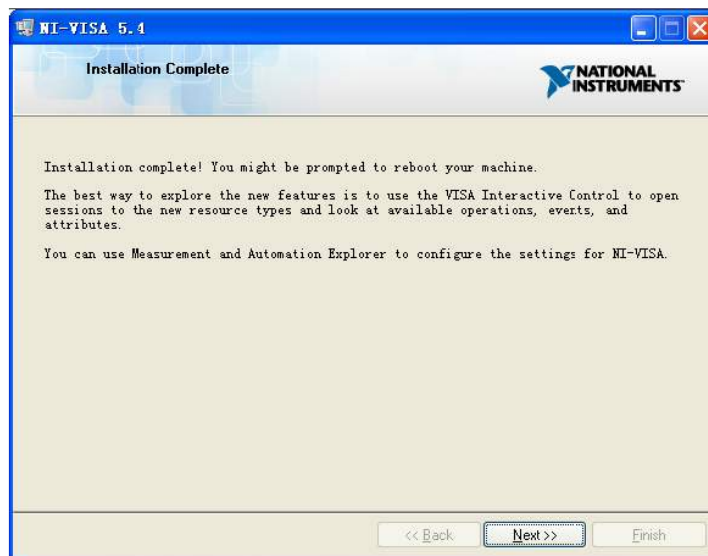 NI-VISA 5.4
Installation Complete
NATIONAL
INSTRUMENTS™
Installation complete! You might be prompted to reboot your machine.
The best way to explore the new features is to use the VISA Interactive Control to open
sessions to the new resource types and look at available operations, events, and
attributes.
You can use Measurement and Automation Explorer to configure the settings for NI-VISA.
<< Back
Next >>
Finish